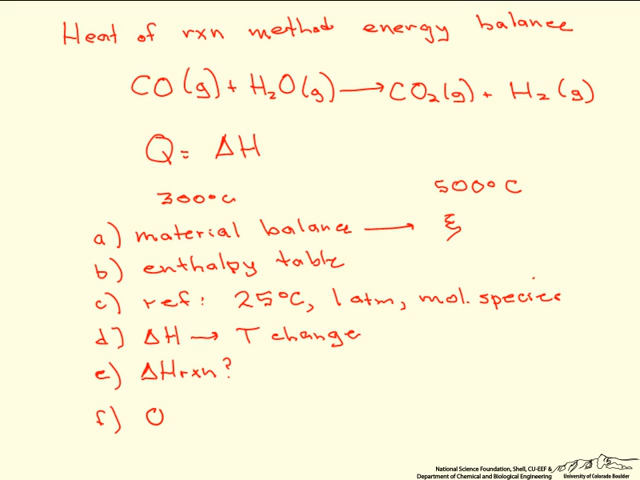 Heat of rxn method energy balance
CO(g) + H₂O(g) → CO₂(g) + H₂(g)
Q = ΔH
300°C 500°C
a) material balance → ξ
b) enthalpy table
c) ref: 25°C, 1 atm, mol. species
d) ΔH → T change
e) ΔHrxn?
f) Q
National Science Foundation, Shell, CU-EEF &
Department of Chemical and Biological Engineering
University of Colorado Boulder